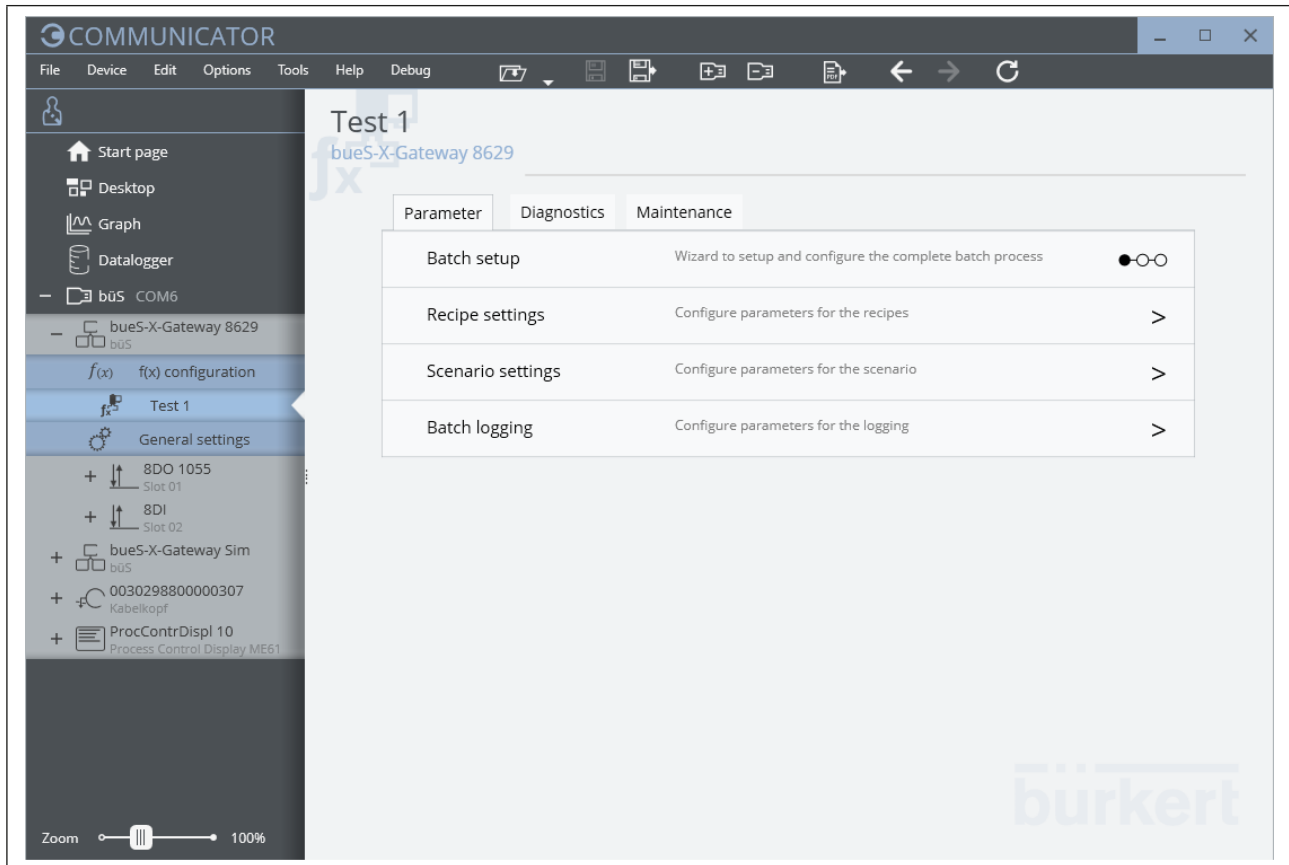 COMMUNICATOR
File Device Edit Options Tools Help Debug
Start page
Desktop
Graph
Datalogger
büS COM6
bueS-X-Gateway 8629
büS
f(x) f(x) configuration
fx Test 1
General settings
8DO 1055
Slot 01
8DI
Slot 02
bueS-X-Gateway Sim
büS
0030298800000307
Kabelkopf
ProcContrDispl 10
Process Control Display ME61
Zoom 100%
Test 1
bueS-X-Gateway 8629
fx
Parameter Diagnostics Maintenance
Batch setup Wizard to setup and configure the complete batch process
Recipe settings Configure parameters for the recipes >
Scenario settings Configure parameters for the scenario >
Batch logging Configure parameters for the logging >
bürkert